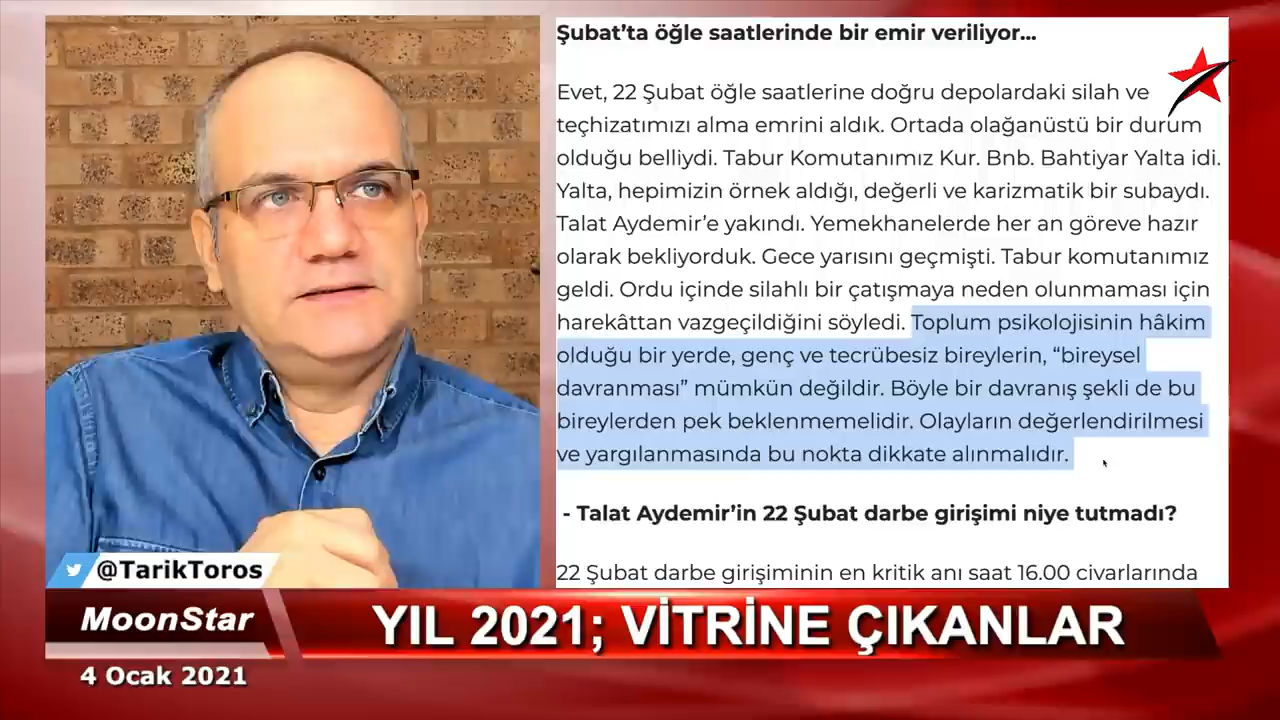 Şubat’ta öğle saatlerinde bir emir veriliyor...
Evet, 22 Şubat öğle saatlerine doğru depolardaki silah ve
teçhizatımızı alma emrini aldık. Ortada olağanüstü bir durum
olduğu belliydi. Tabur Komutanımız Kur. Bnb. Bahtiyar Yalta idi.
Yalta, hepimizin örnek aldığı, değerli ve karizmatik bir subaydı.
Talat Aydemir’e yakındı. Yemekhanelerde her an göreve hazır
olarak bekliyorduk. Gece yarısını geçmişti. Tabur komutanımız
geldi. Ordu içinde silahlı bir çatışmaya neden olunmaması için
harekâttan vazgeçildiğini söyledi. Toplum psikolojisinin hâkim
olduğu bir yerde, genç ve tecrübesiz bireylerin, “bireysel
davranması” mümkün değildir. Böyle bir davranış şekli de bu
bireylerden pek beklenmemelidir. Olayların değerlendirilmesi
ve yargılanmasında bu nokta dikkate alınmalıdır.
- Talat Aydemir’in 22 Şubat darbe girişimi niye tutmadı?
22 Şubat darbe girişiminin en kritik anı saat 16.00 civarlarında
@TarikToros
MoonStar
YIL 2021; VİTRİNE ÇIKANLAR
4 Ocak 2021